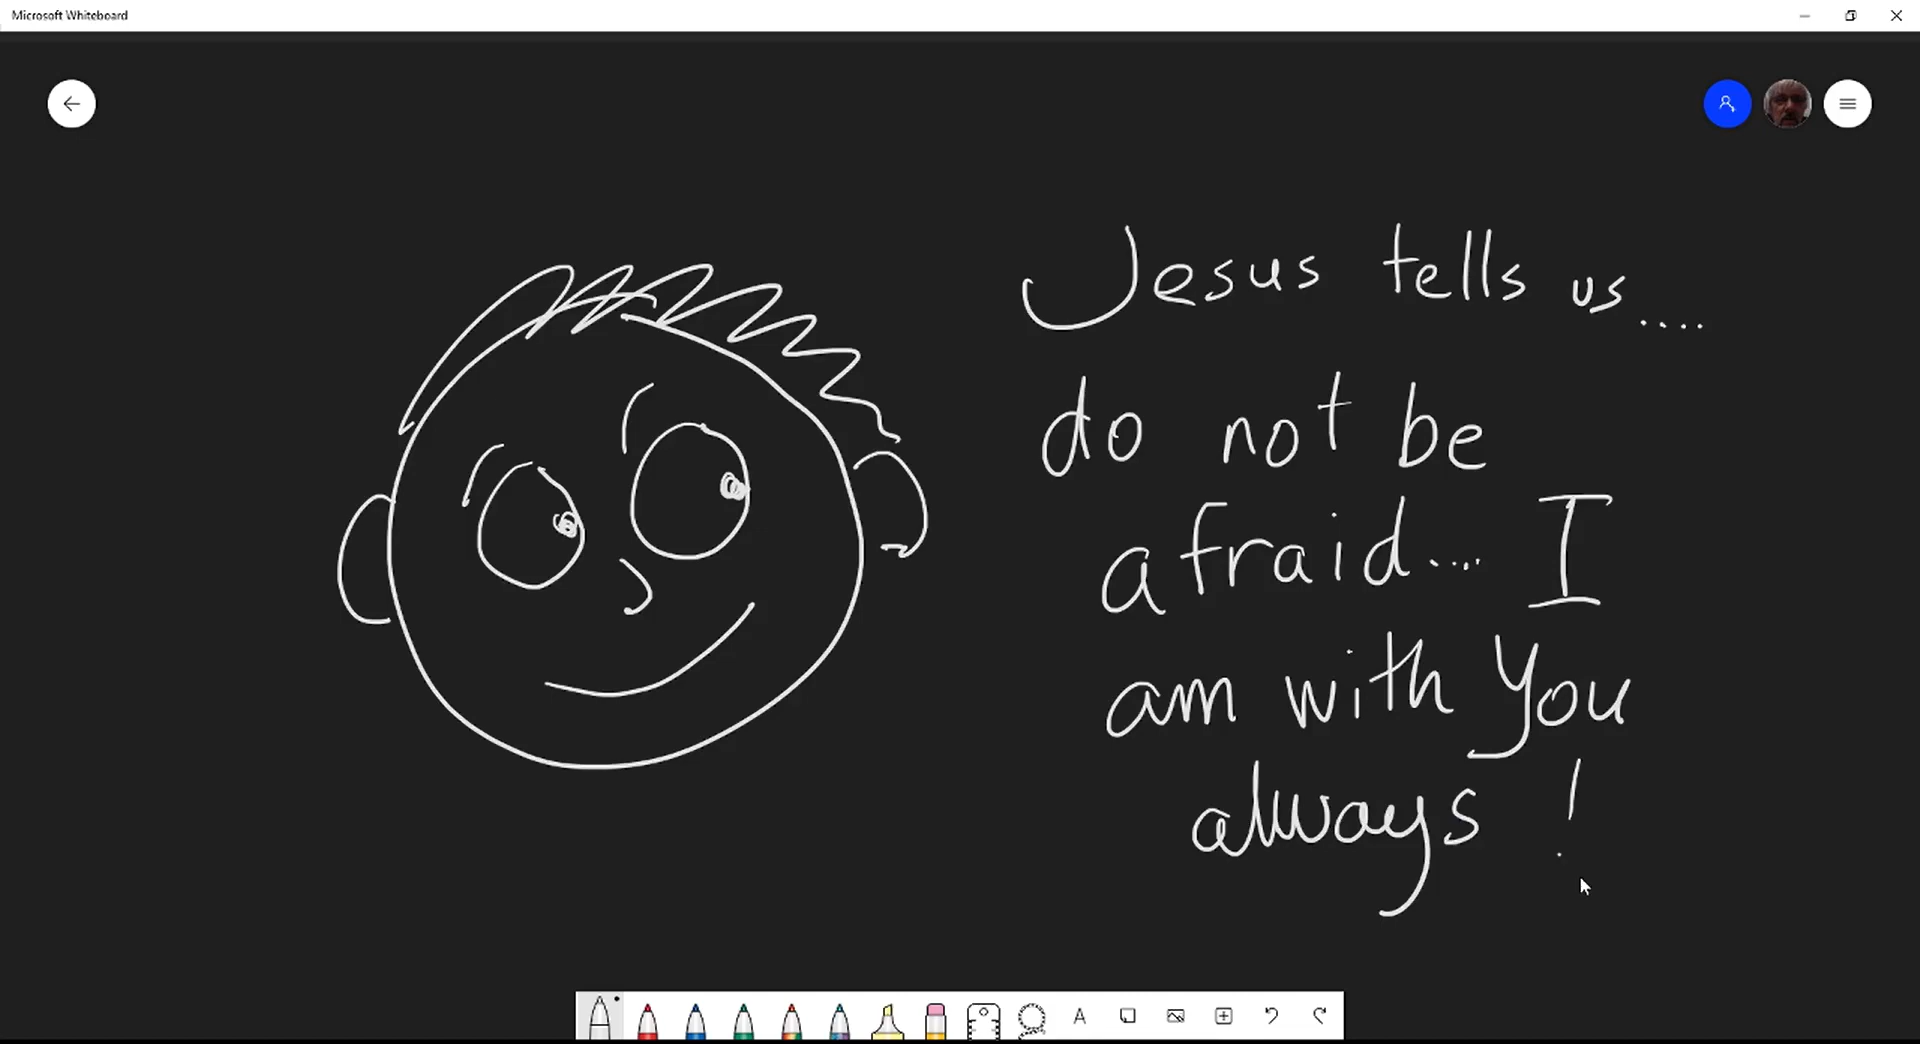 Microsoft Whiteboard
Jesus tells us....
do not be
afraid.... I
am with you
always !
A